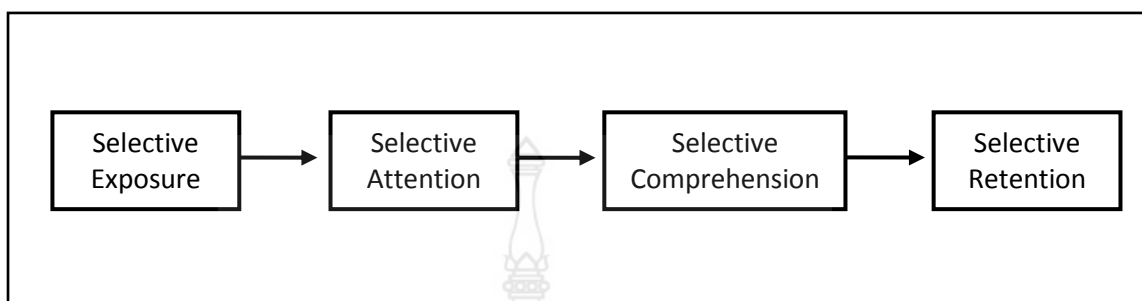 Selective
Exposure
Selective
Attention
Selective
Comprehension
Selective
Retention